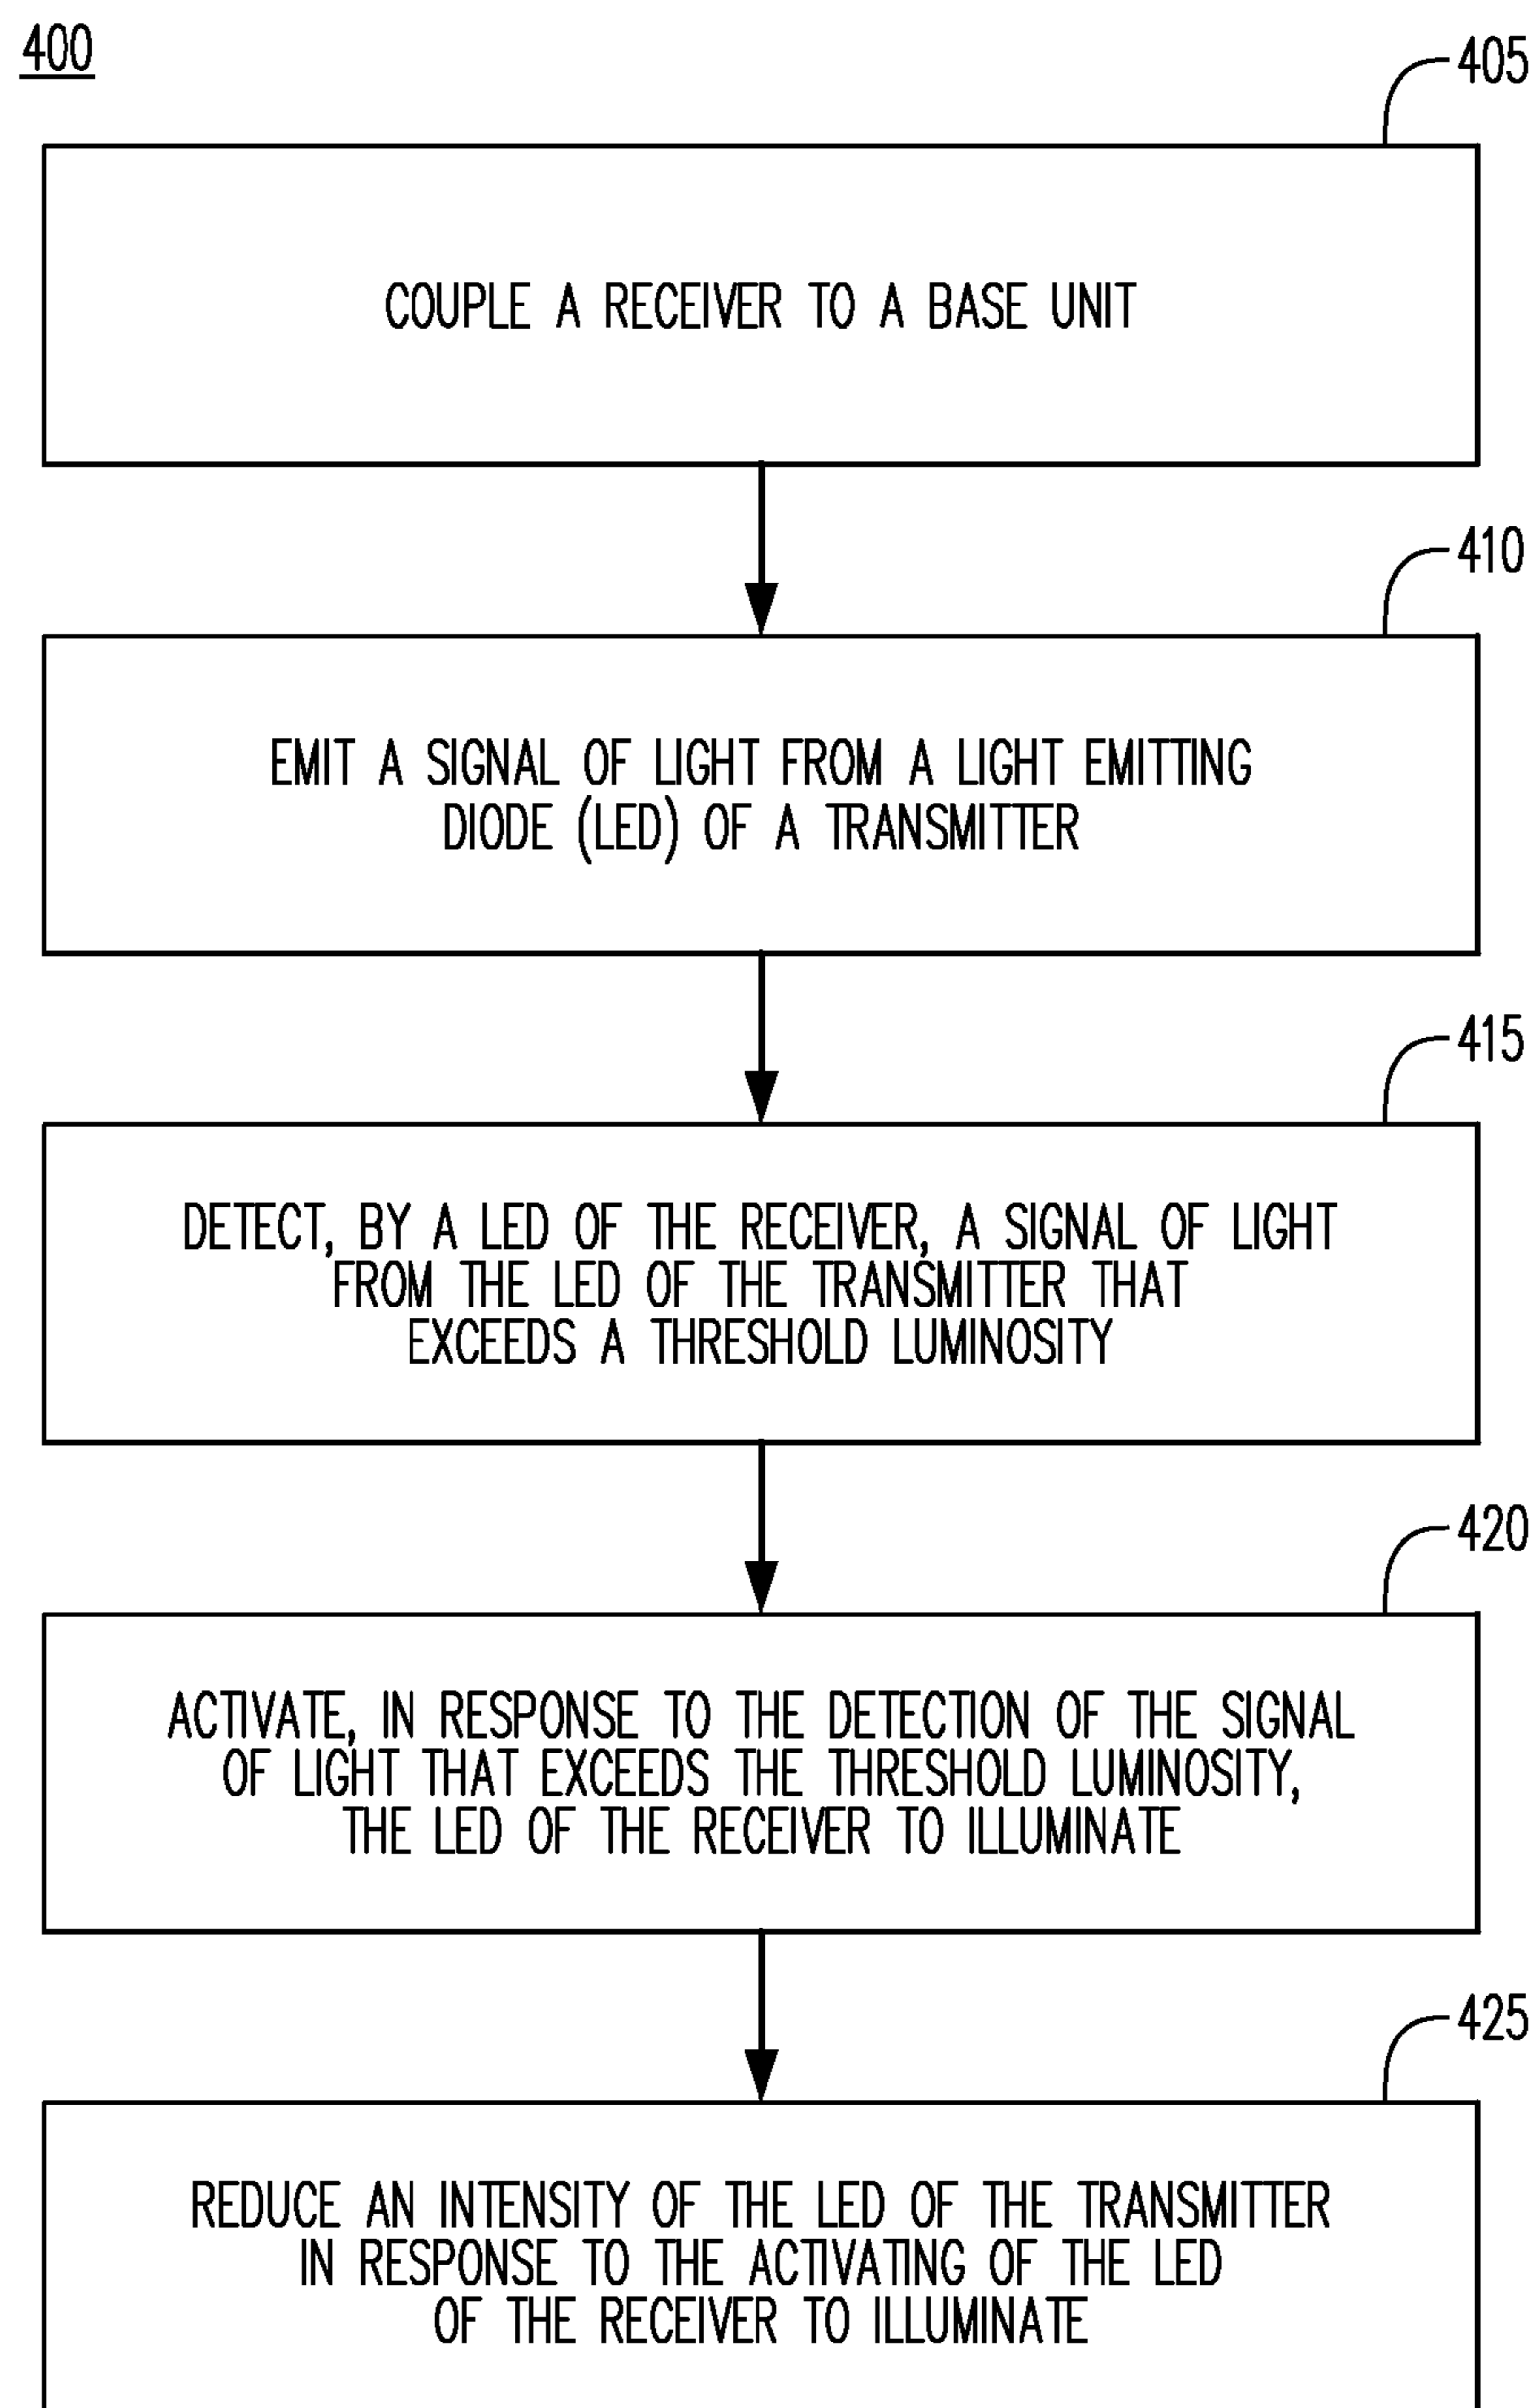 400
405
COUPLE A RECEIVER TO A BASE UNIT
410
EMIT A SIGNAL OF LIGHT FROM A LIGHT EMITTING
DIODE (LED) OF A TRANSMITTER
415
DETECT, BY A LED OF THE RECEIVER, A SIGNAL OF LIGHT
FROM THE LED OF THE TRANSMITTER THAT
EXCEEDS A THRESHOLD LUMINOSITY
420
ACTIVATE, IN RESPONSE TO THE DETECTION OF THE SIGNAL
OF LIGHT THAT EXCEEDS THE THRESHOLD LUMINOSITY,
THE LED OF THE RECEIVER TO ILLUMINATE
425
REDUCE AN INTENSITY OF THE LED OF THE TRANSMITTER
IN RESPONSE TO THE ACTIVATING OF THE LED
OF THE RECEIVER TO ILLUMINATE